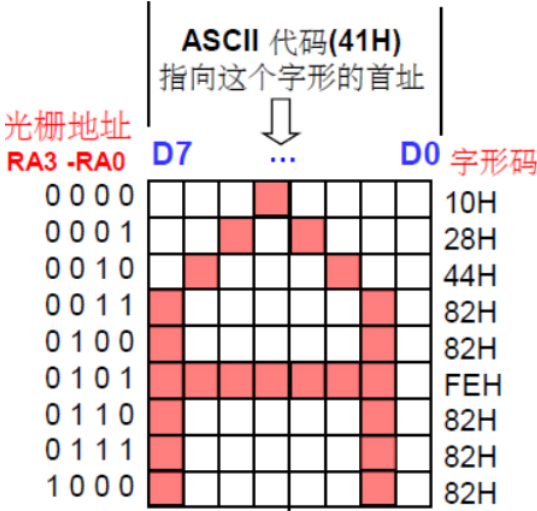 ASCII 代码(41H)
指向这个字形的首址
光栅地址
RA3 -RA0 D7 ... D0 字形码
0 0 0 0 10H
0 0 0 1 28H
0 0 1 0 44H
0 0 1 1 82H
0 1 0 0 82H
0 1 0 1 FEH
0 1 1 0 82H
0 1 1 1 82H
1 0 0 0 82H